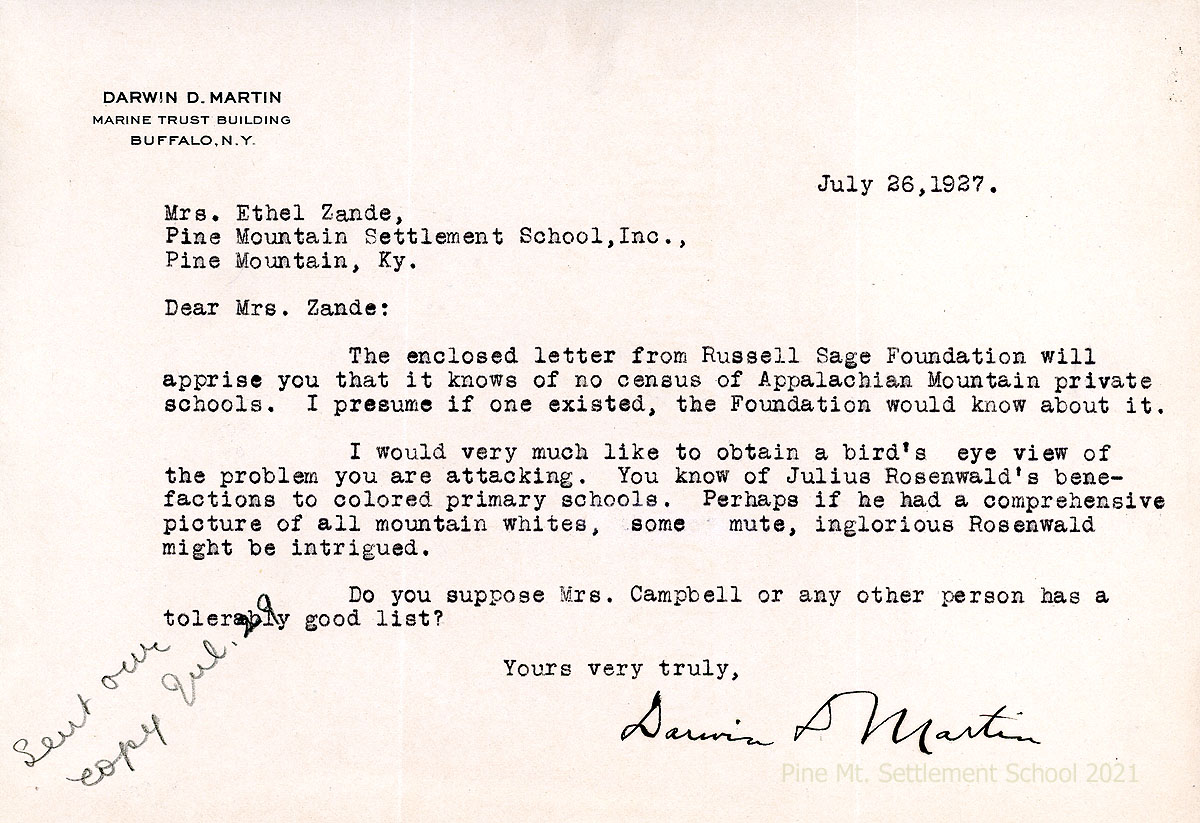 DARWIN D. MARTIN
MARINE TRUST BUILDING
BUFFALO, N.Y.
July 26,1927.
Mrs. Ethel Zande,
Pine Mountain Settlement School,Inc.,
Pine Mountain, Ky.
Dear Mrs. Zande:
The enclosed letter from Russell Sage Foundation will
apprise you that it knows of no census of Appalachian Mountain private
schools. I presume if one existed, the Foundation would know about it.
I would very much like to obtain a bird's eye view of
the problem you are attacking. You know of Julius Rosenwald's bene-
factions to colored primary schools. Perhaps if he had a comprehensive
picture of all mountain whites, some mute, inglorious Rosenwald
might be intrigued.
Do you suppose Mrs. Campbell or any other person has a
tolerably good list?
Yours very truly,
Darwin D Martin
Sent our
copy Jul. 29
Pine Mt. Settlement School 2021